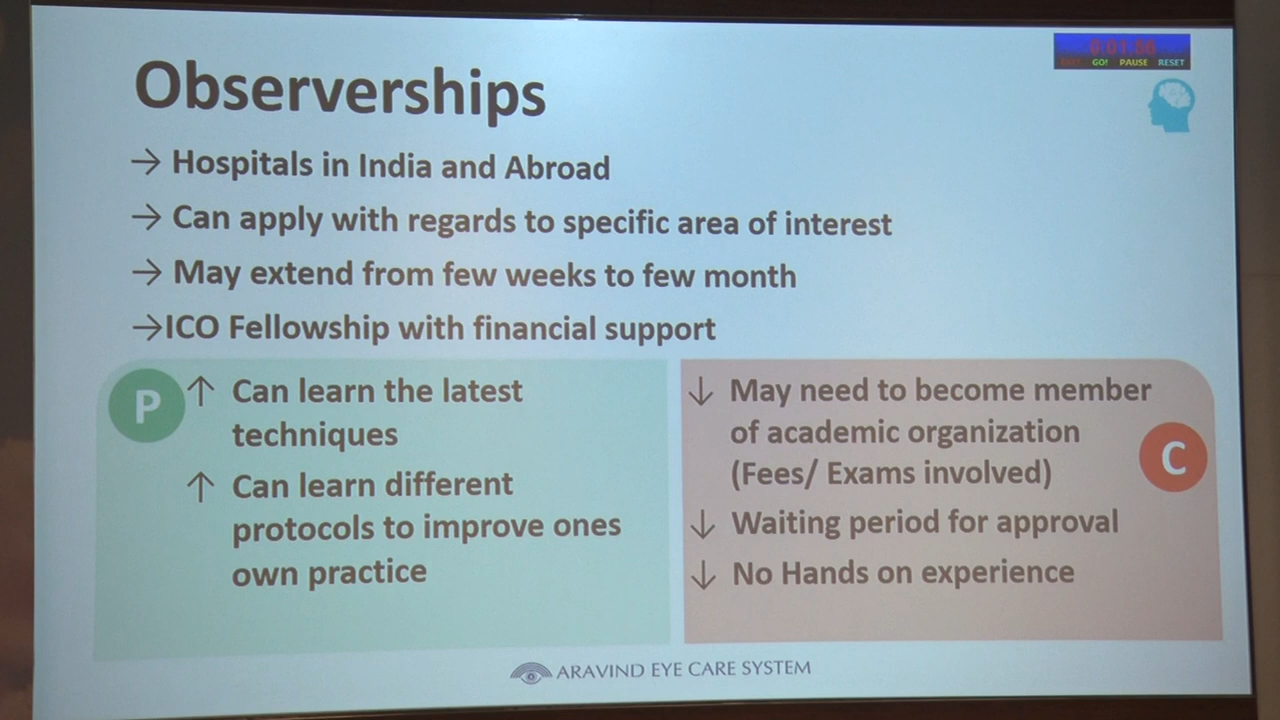 Observerships
GO! PAUSE RESET
→ Hospitals in India and Abroad
→ Can apply with regards to specific area of interest
→ May extend from few weeks to few month
→ICO Fellowship with financial support
P
↑ Can learn the latest
techniques
↑ Can learn different
protocols to improve ones
own practice
↓ May need to become member
of academic organization
(Fees/ Exams involved)
C
↓ Waiting period for approval
↓ No Hands on experience
ARAVIND EYE CARE SYSTEM